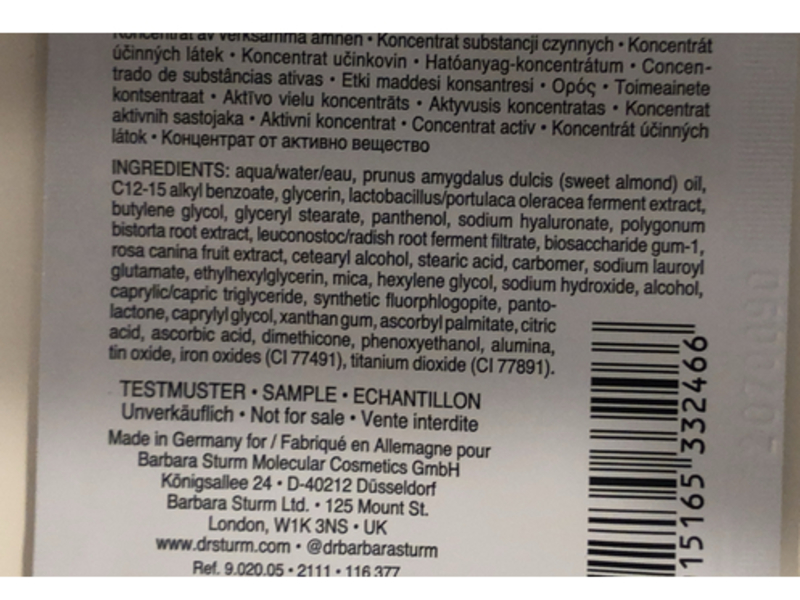 Koncentrat av verksamma ämnen • Koncentrat substancji czynnych • Koncentrát
účinných látek • Koncentrat učinkovin • Hatóanyag-koncentrátum • Concen-
trado de substâncias ativas • Etki maddesi konsantresi • Ορός • Toimeainete
kontsentraat • Aktīvo vielu koncentrāts • Aktyvusis koncentratas • Koncentrat
aktivnih sastojaka • Aktivni koncentrat • Concentrat activ • Koncentrát účinných
látok • Концентрат от активно вещество
INGREDIENTS: aqua/water/eau, prunus amygdalus dulcis (sweet almond) oil,
C12-15 alkyl benzoate, glycerin, lactobacillus/portulaca oleracea ferment extract,
butylene glycol, glyceryl stearate, panthenol, sodium hyaluronate, polygonum
bistorta root extract, leuconostoc/radish root ferment filtrate, biosaccharide gum-1,
rosa canina fruit extract, cetearyl alcohol, stearic acid, carbomer, sodium lauroyl
glutamate, ethylhexylglycerin, mica, hexylene glycol, sodium hydroxide, alcohol,
caprylic/capric triglyceride, synthetic fluorphlogopite, panto-
lactone, caprylyl glycol, xanthan gum, ascorbyl palmitate, citric
acid, ascorbic acid, dimethicone, phenoxyethanol, alumina,
tin oxide, iron oxides (CI 77491), titanium dioxide (CI 77891).
TESTMUSTER • SAMPLE • ECHANTILLON
Unverkäuflich • Not for sale • Vente interdite
Made in Germany for / Fabriqué en Allemagne pour
Barbara Sturm Molecular Cosmetics GmbH
Königsallee 24 • D-40212 Düsseldorf
Barbara Sturm Ltd. • 125 Mount St.
London, W1K 3NS • UK
www.drsturm.com • @drbarbarasturm
Ref. 9.020.05 • 2111 • 116.377
15165 332466